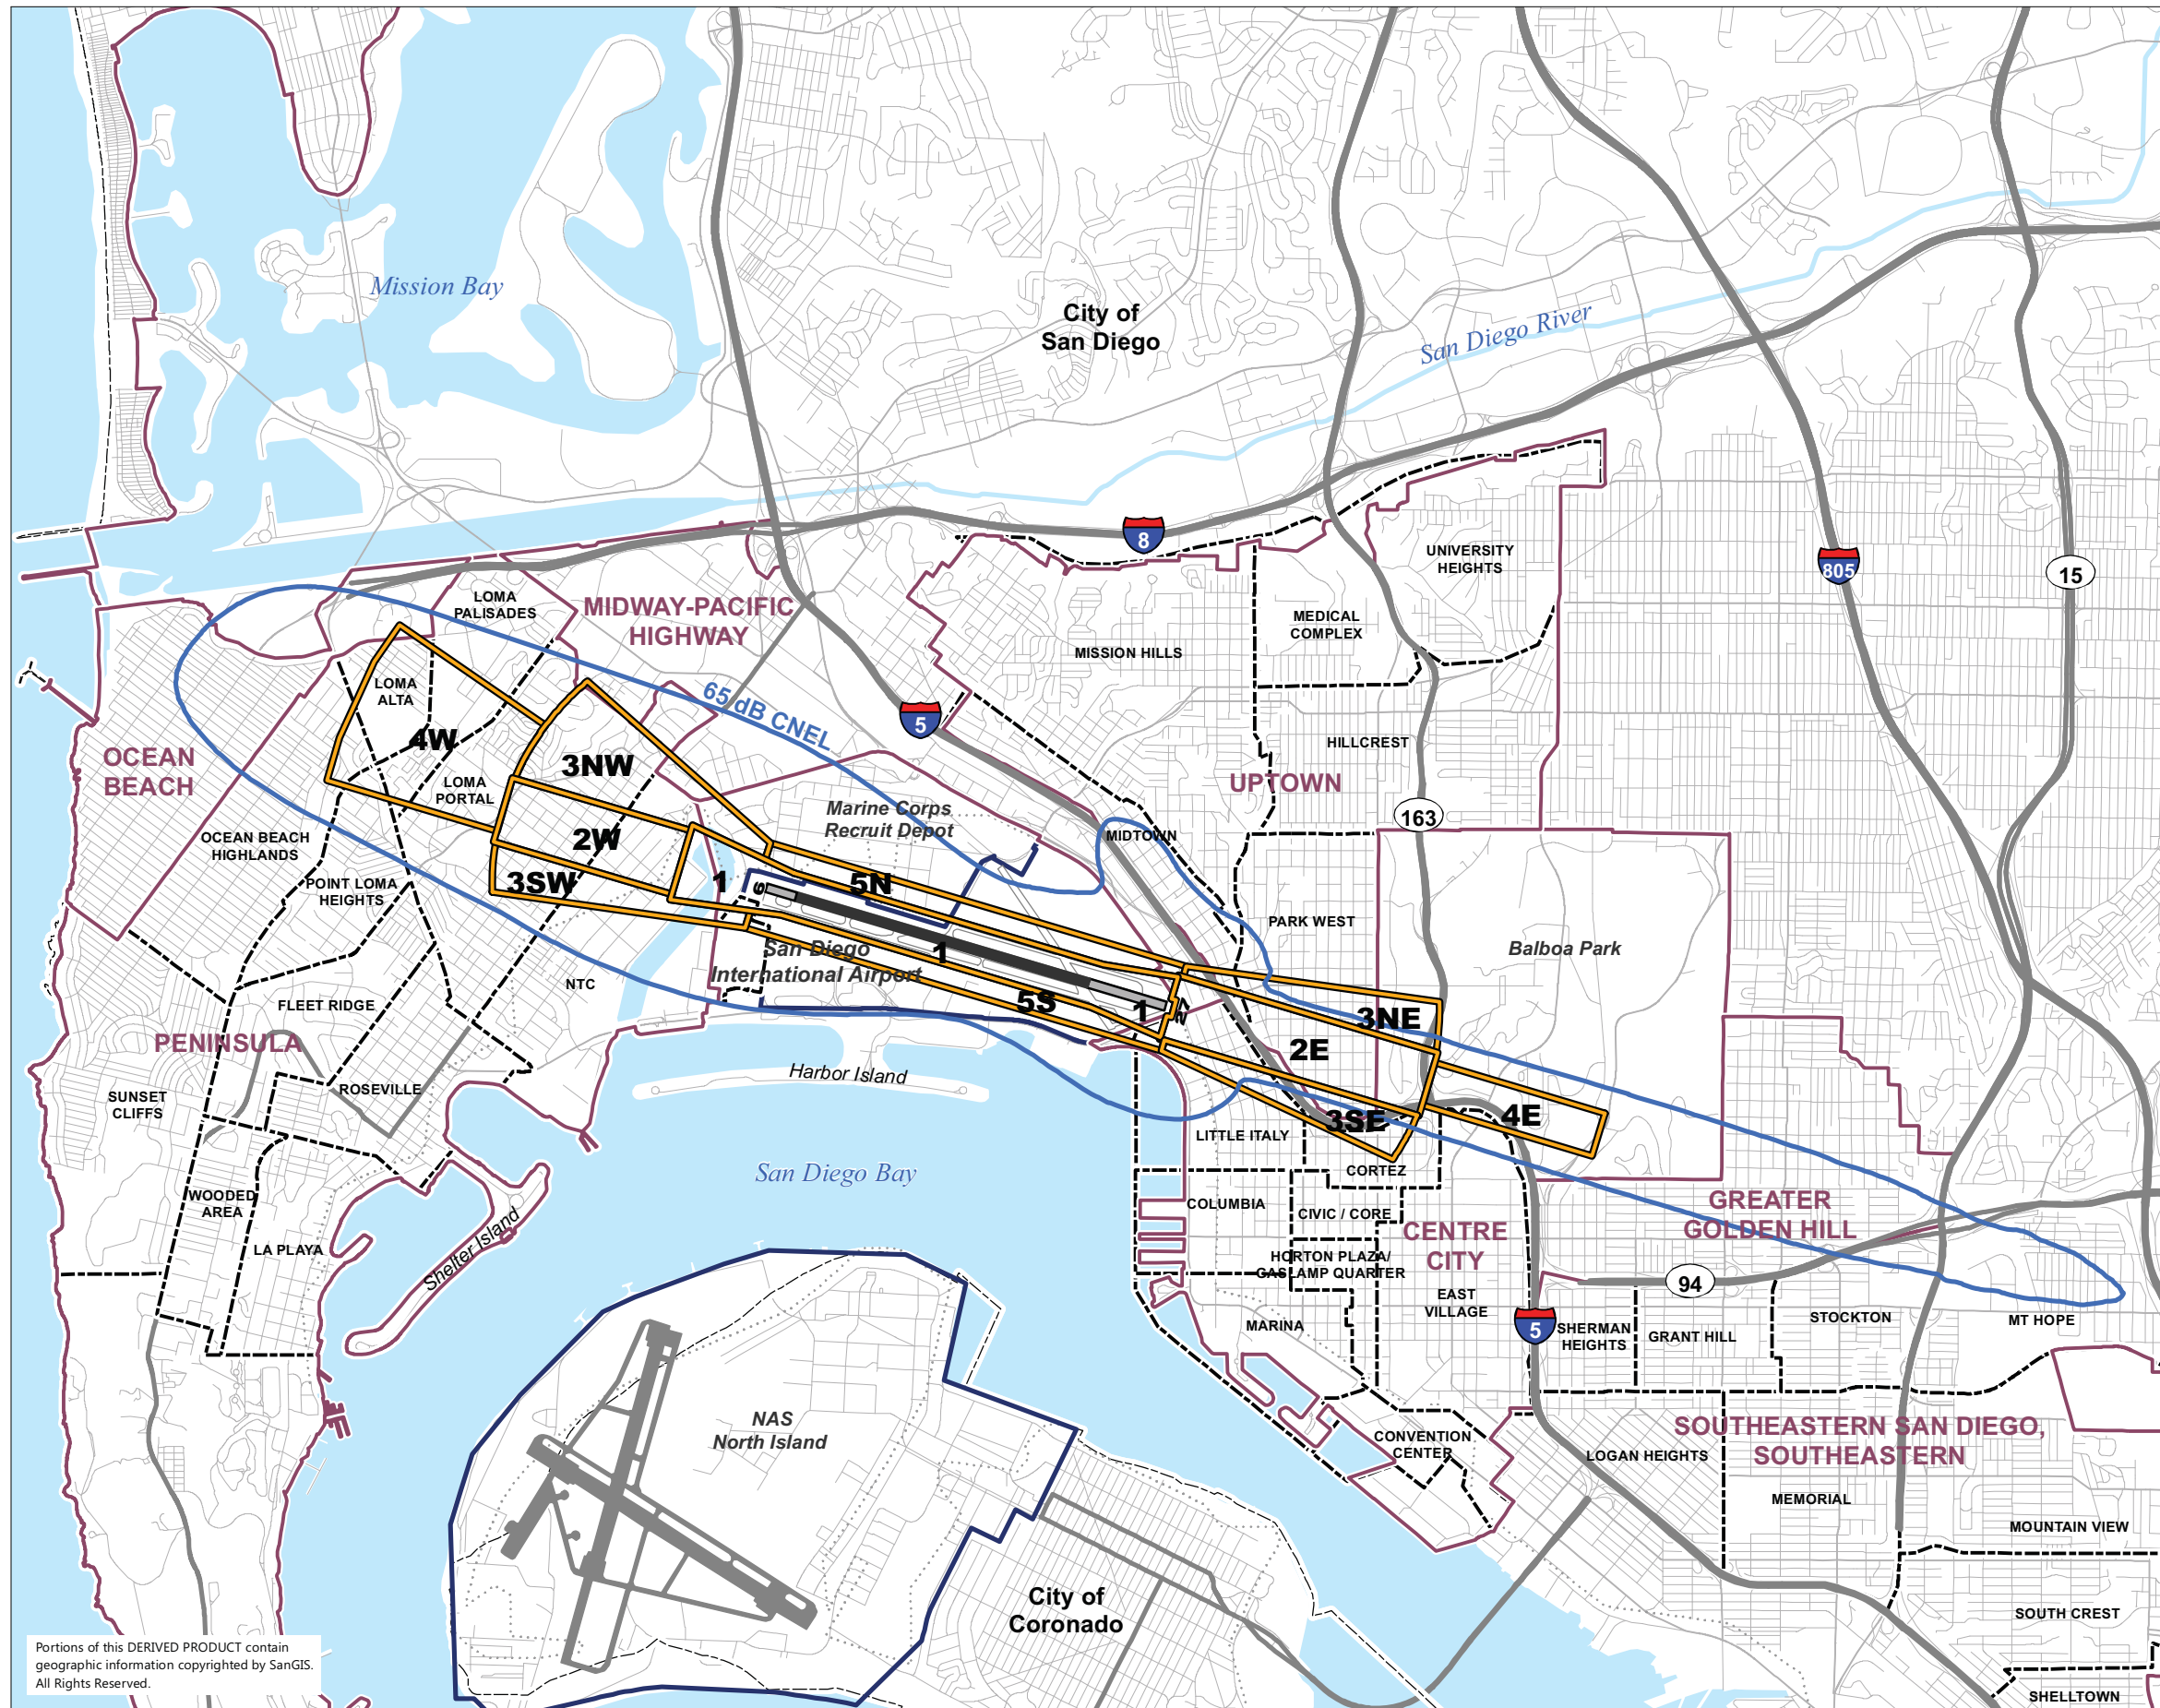 Mission Bay
City of
San Diego
San Diego River
8
805
15
UNIVERSITY
HEIGHTS
LOMA
PALISADES
MIDWAY-PACIFIC
HIGHWAY
MEDICAL
COMPLEX
MISSION HILLS
LOMA
ALTA
65 dB CNEL
5
4W
HILLCREST
OCEAN
BEACH
3NW
UPTOWN
LOMA
PORTAL
Marine Corps
Recruit Depot
163
MIDTOWN
2W
OCEAN BEACH
HIGHLANDS
3SW
1
9
5N
POINT LOMA
HEIGHTS
PARK WEST
Balboa Park
San Diego
International Airport
1
NTC
FLEET RIDGE
5S
1
27
3NE
PENINSULA
2E
Harbor Island
ROSEVILLE
SUNSET
CLIFFS
3SE
4E
LITTLE ITALY
San Diego Bay
CORTEZ
WOODED
AREA
COLUMBIA
CIVIC / CORE
GREATER
GOLDEN HILL
CENTRE
CITY
LA PLAYA
Shelter Island
HORTON PLAZA/
GASLAMP QUARTER
94
EAST
VILLAGE
MARINA
5
SHERMAN
HEIGHTS
GRANT HILL
STOCKTON
MT HOPE
NAS
North Island
CONVENTION
CENTER
SOUTHEASTERN SAN DIEGO,
SOUTHEASTERN
LOGAN HEIGHTS
MEMORIAL
MOUNTAIN VIEW
City of
Coronado
SOUTH CREST
SHELLTOWN
Portions of this DERIVED PRODUCT contain
geographic information copyrighted by SanGIS.
All Rights Reserved.